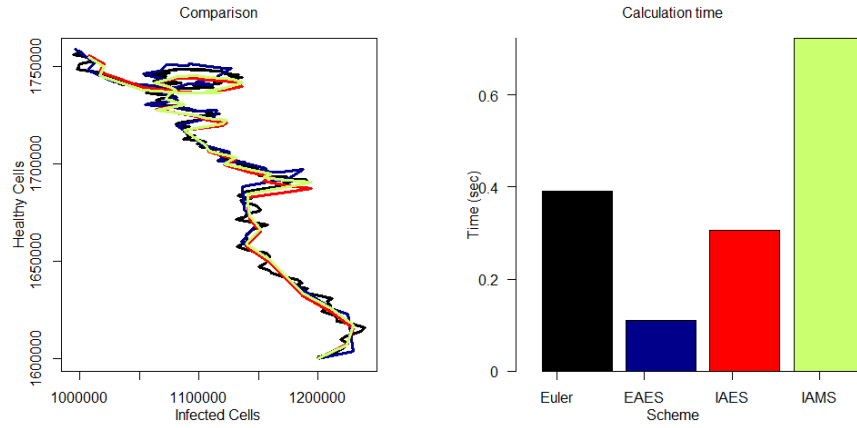 Comparison
Healthy Cells
1750000
1700000
1650000
1600000
1000000 1100000 1200000
Infected Cells
Calculation time
Time (sec)
0.6
0.4
0.2
0
Euler EAES IAES IAMS
Scheme